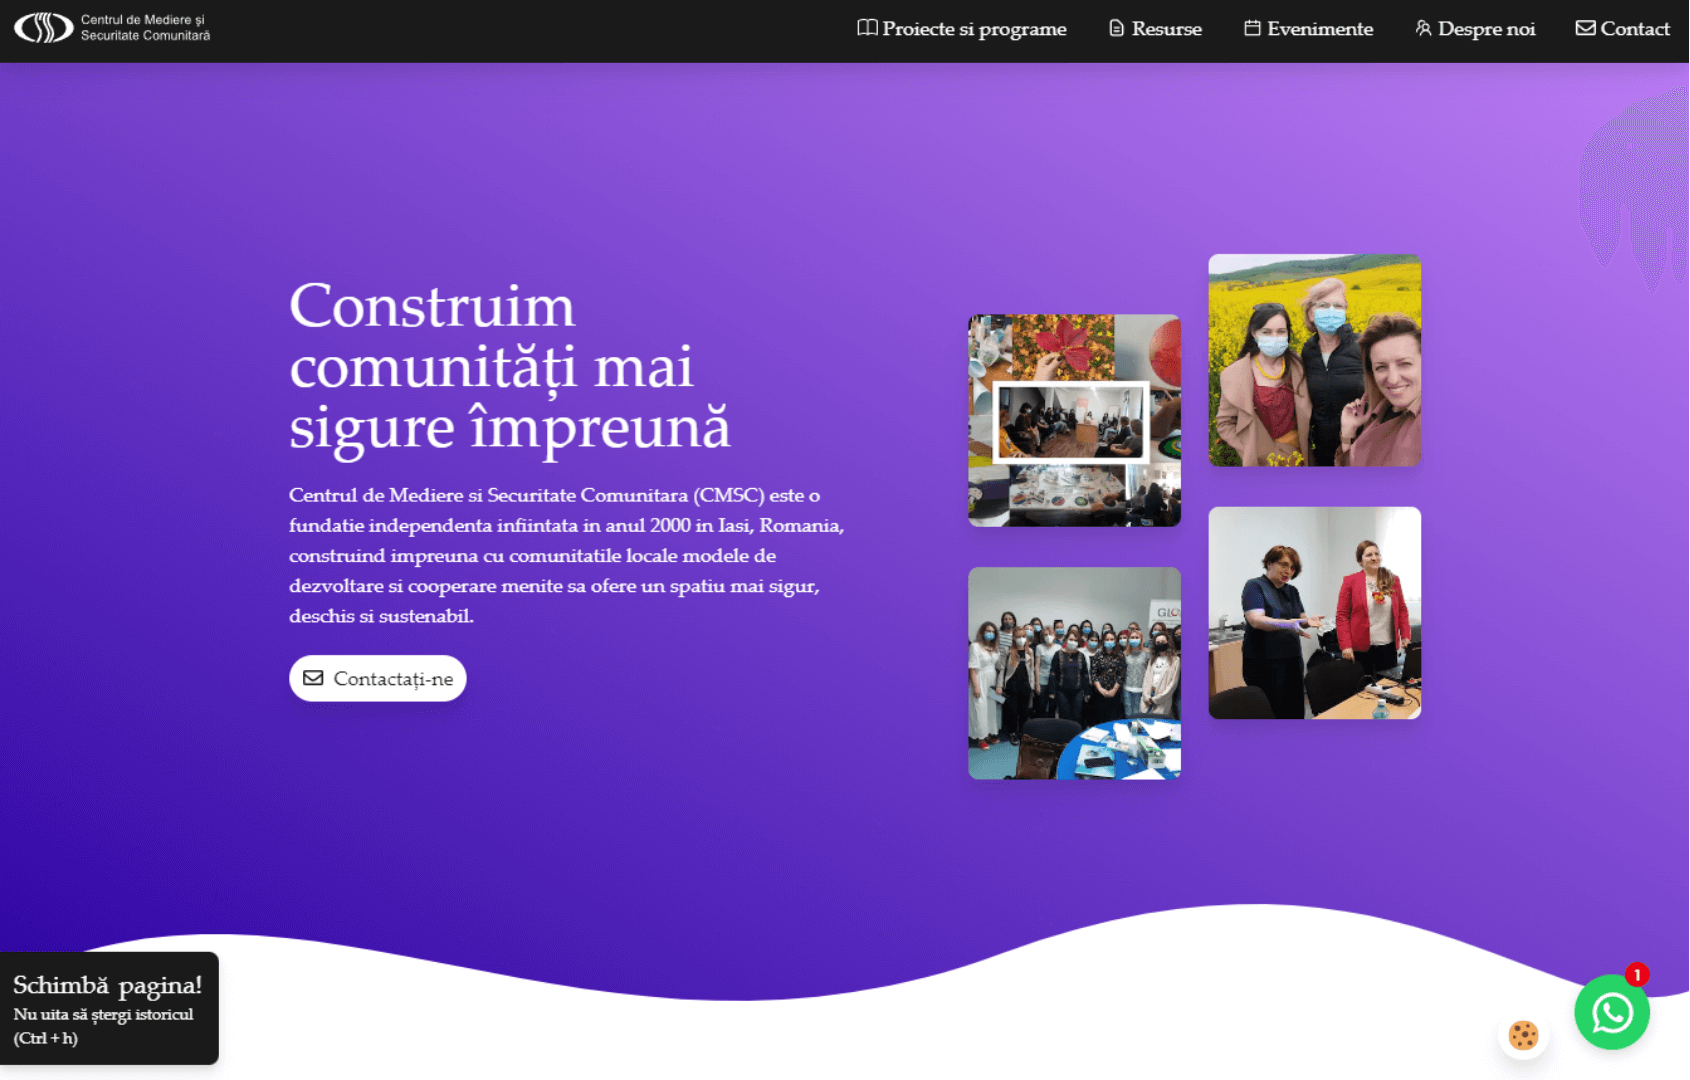 Centrul de Mediere și
Securitate Comunitară
Proiecte si programe
Resurse
Evenimente
Despre noi
Contact
Construim
comunități mai
sigure împreună
Centrul de Mediere si Securitate Comunitara (CMSC) este o
fundatie independenta infiintata in anul 2000 in Iasi, Romania,
construind impreuna cu comunitatile locale modele de
dezvoltare si cooperare menite sa ofere un spatiu mai sigur,
deschis si sustenabil.
Contactați-ne
GLO
Schimbă pagina!
Nu uita să ștergi istoricul
(Ctrl + h)
1